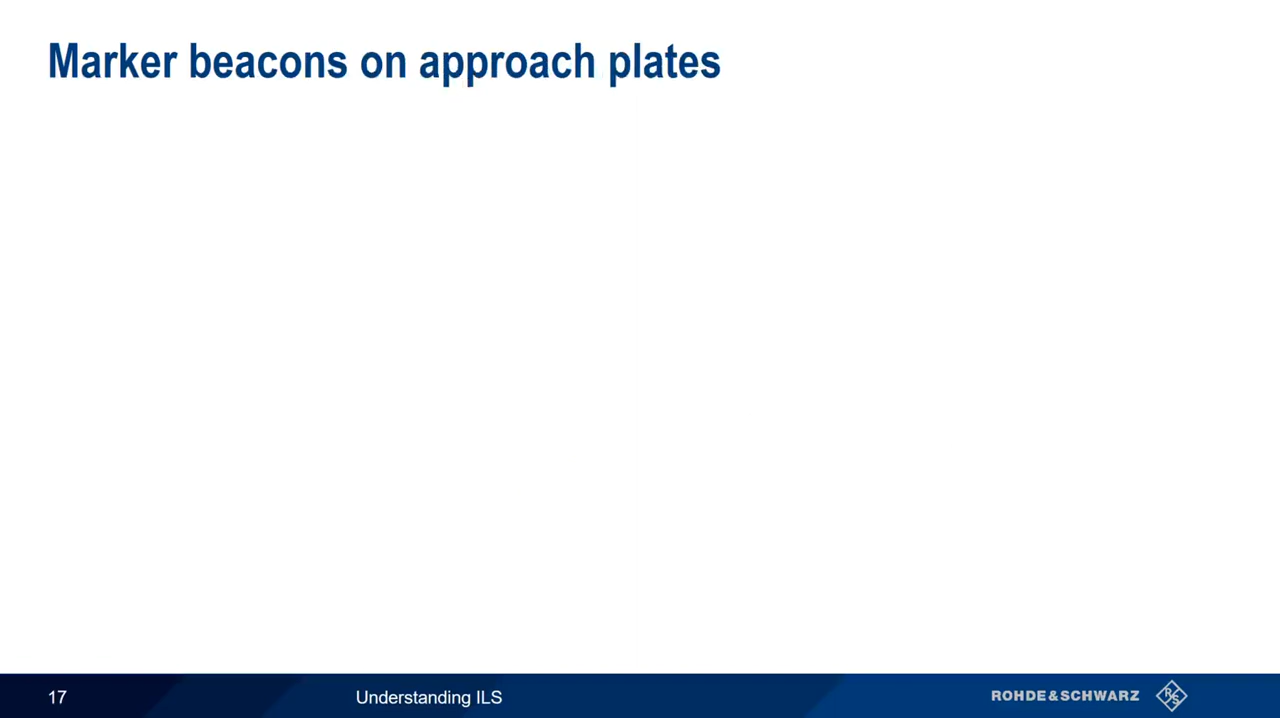 Marker beacons on approach plates
17
Understanding ILS
ROHDE&SCHWARZ
R&S